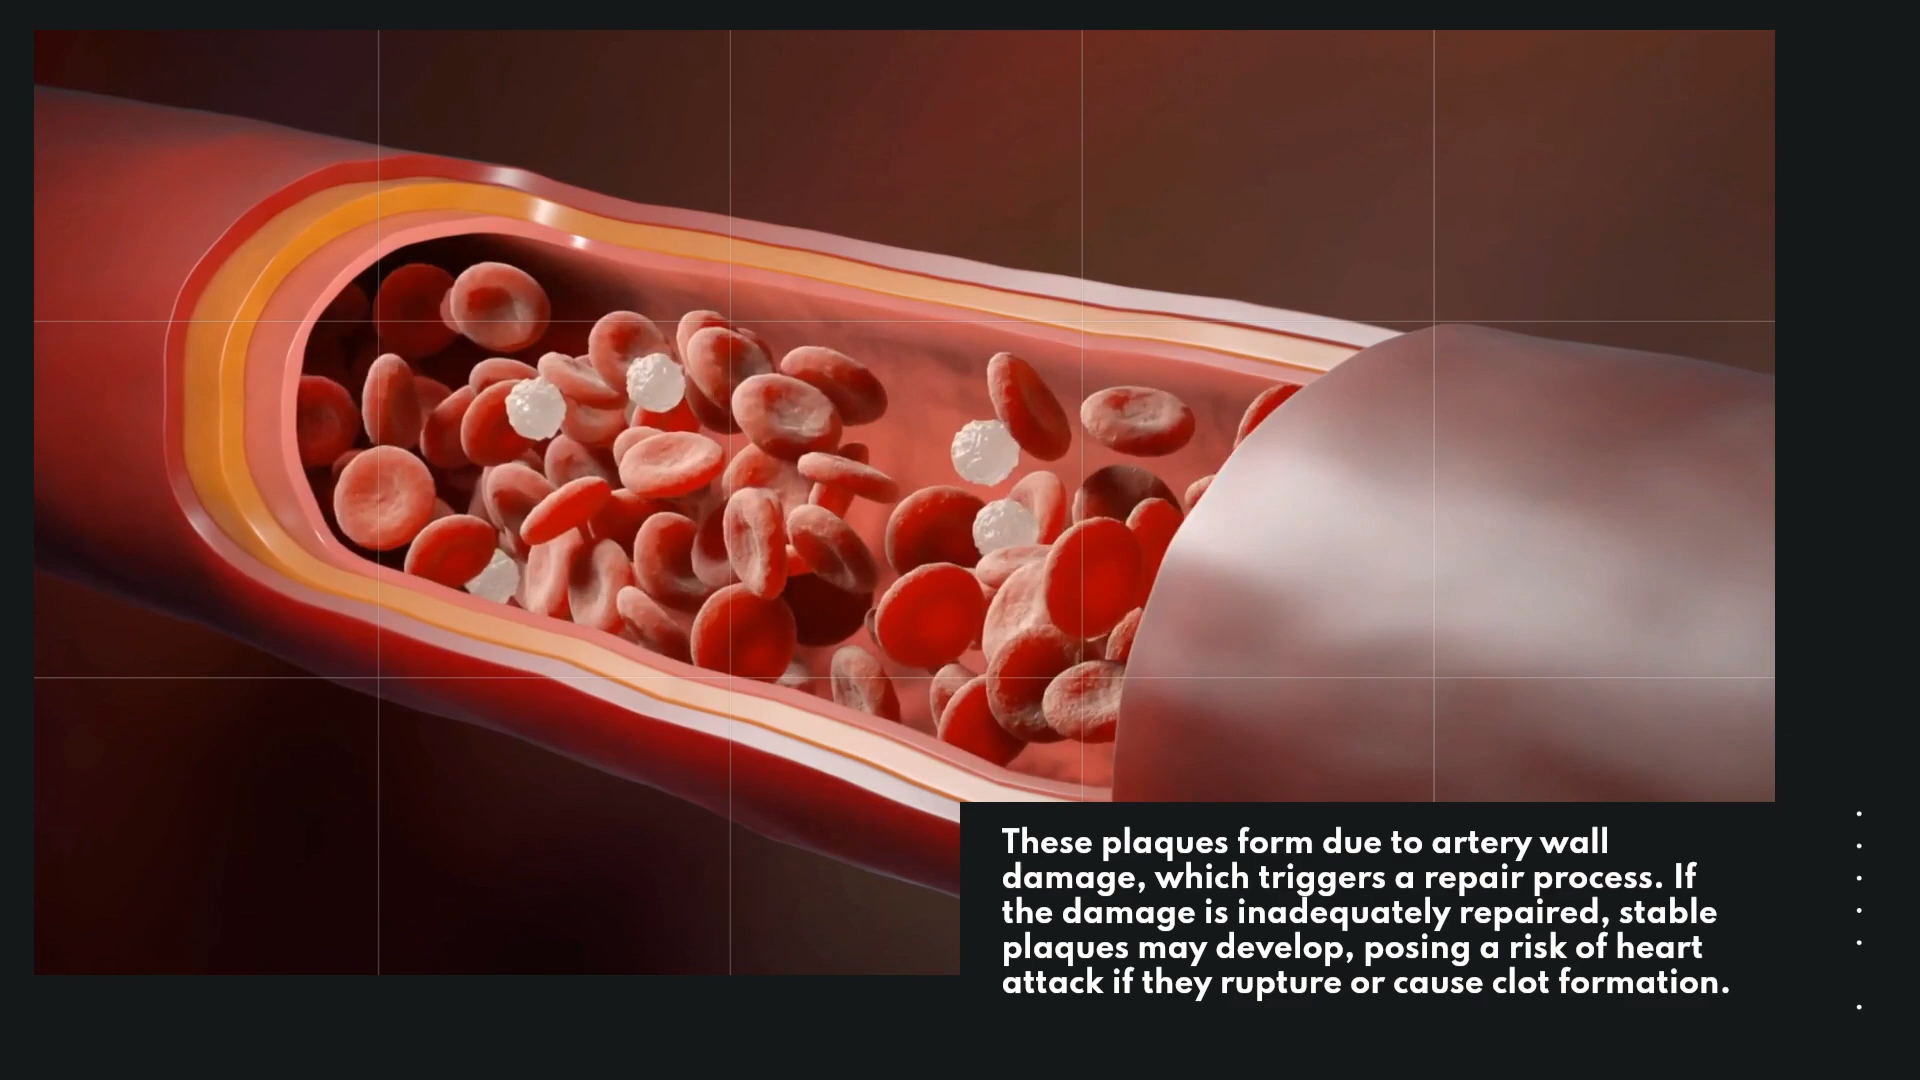 These plaques form due to artery wall
damage, which triggers a repair process. If
the damage is inadequately repaired, stable
plaques may develop, posing a risk of heart
attack if they rupture or cause clot formation.